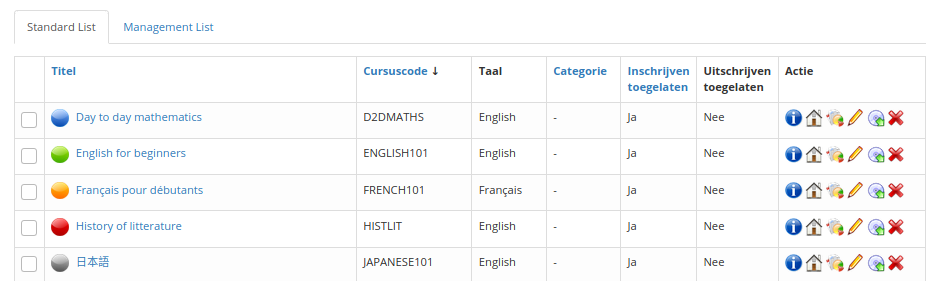 Standard List Management List
Titel Cursuscode ↓ Taal Categorie Inschrijven toegelaten Uitschrijven toegelaten Actie
Day to day mathematics D2DMATHS English - Ja Nee
English for beginners ENGLISH101 English - Ja Nee
Français pour débutants FRENCH101 Français - Ja Nee
History of litterature HISTLIT English - Ja Nee
日本語 JAPANESE101 English - Ja Nee